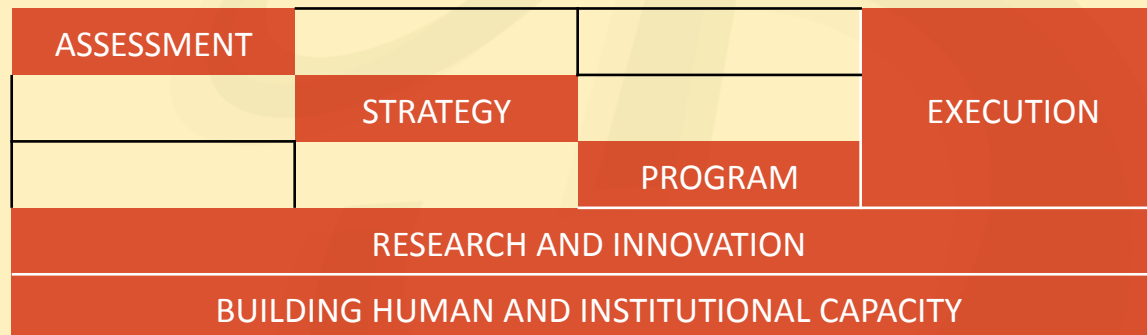 ASSESSMENT
STRATEGY
EXECUTION
PROGRAM
RESEARCH AND INNOVATION
BUILDING HUMAN AND INSTITUTIONAL CAPACITY